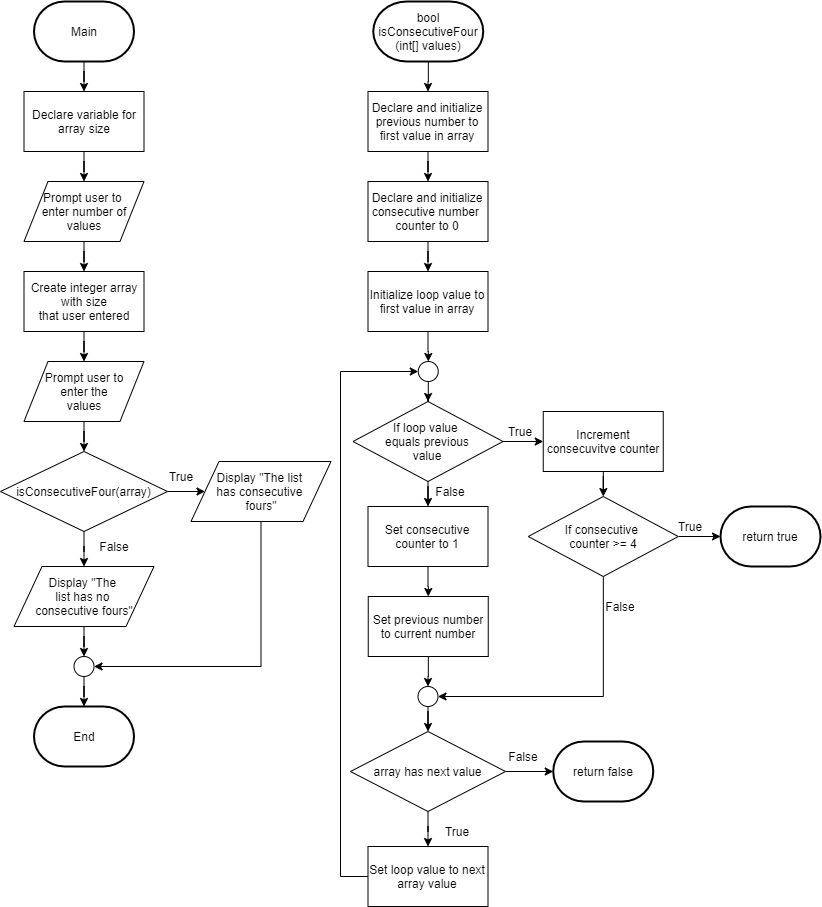 Main
Declare variable for
array size
Prompt user to
enter number of
values
Create integer array
with size
that user entered
Prompt user to
enter the
values
isConsecutiveFour(array)
True
Display "The list
has consecutive
fours"
False
Display "The
list has no
consecutive fours"
End
bool
isConsecutiveFour
(int[] values)
Declare and initialize
previous number to
first value in array
Declare and initialize
consecutive number
counter to 0
Initialize loop value to
first value in array
If loop value
equals previous
value
True
Increment
consecuvitve counter
False
Set consecutive
counter to 1
If consecutive
counter >= 4
True
return true
False
Set previous number
to current number
array has next value
False
return false
True
Set loop value to next
array value